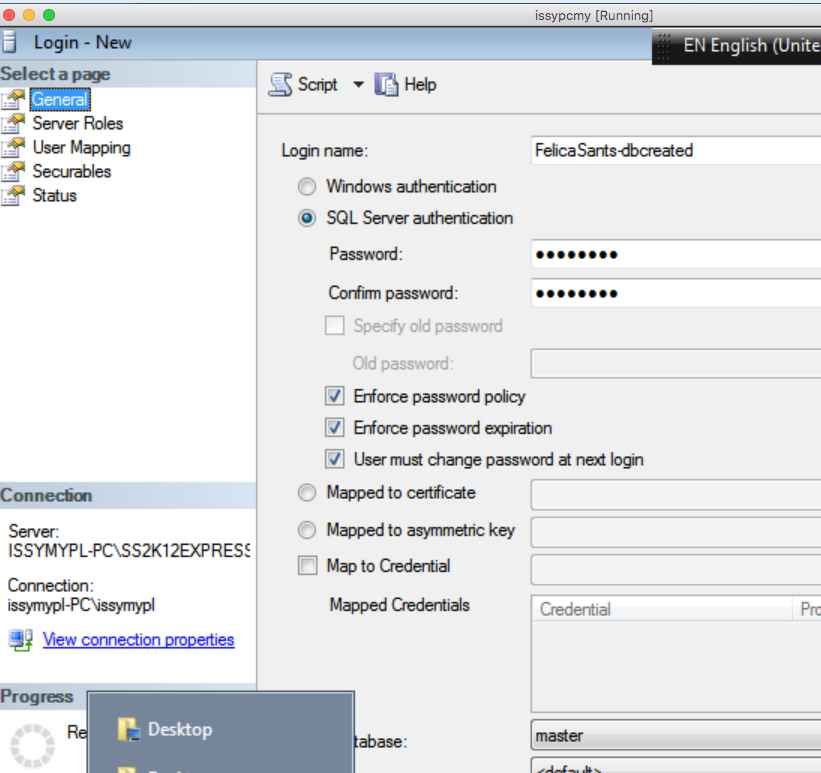 issypcmy [Running]
Login - New
EN English (Unite
Select a page
General
Server Roles
User Mapping
Securables
Status
Script
Help
Login name:
FelicaSants-dbcreated
Windows authentication
SQL Server authentication
Password:
••••••••
Confirm password:
••••••••
Specify old password
Old password:
Enforce password policy
Enforce password expiration
User must change password at next login
Mapped to certificate
Mapped to asymmetric key
Map to Credential
Mapped Credentials
Credential
Pro
Connection
Server:
ISSYMYPL-PC\SS2K12EXPRESS
Connection:
issymypl-PC\issymypl
View connection properties
Progress
Re
Desktop
tabase:
master
<default>